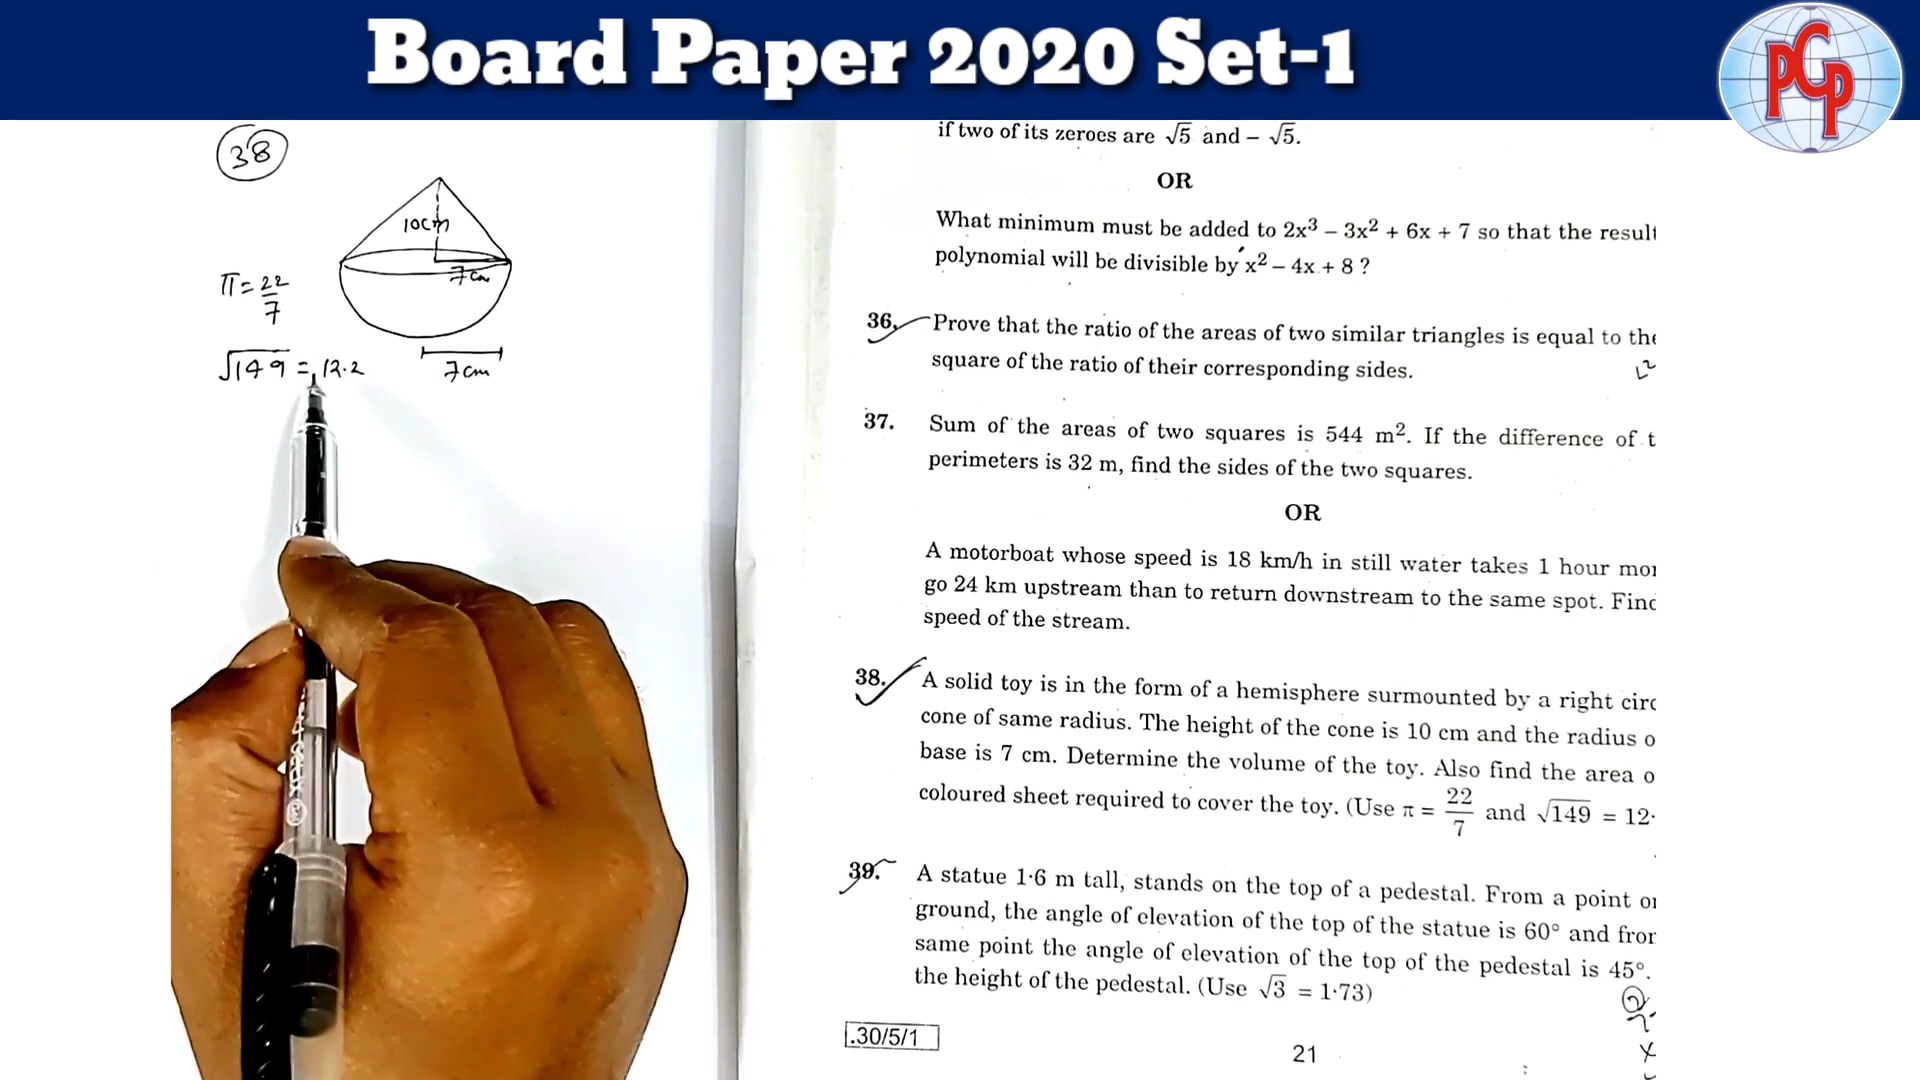 Board Paper 2020 Set-1
PCP
38
10cm
7cm
π = 22/7
√149 = 12.2
7cm
if two of its zeroes are √5 and – √5.
OR
What minimum must be added to 2x³ – 3x² + 6x + 7 so that the result
polynomial will be divisible by x² – 4x + 8 ?
36. Prove that the ratio of the areas of two similar triangles is equal to the
square of the ratio of their corresponding sides.
L²
37. Sum of the areas of two squares is 544 m². If the difference of t
perimeters is 32 m, find the sides of the two squares.
OR
A motorboat whose speed is 18 km/h in still water takes 1 hour mor
go 24 km upstream than to return downstream to the same spot. Find
speed of the stream.
38. A solid toy is in the form of a hemisphere surmounted by a right circ
cone of same radius. The height of the cone is 10 cm and the radius o
base is 7 cm. Determine the volume of the toy. Also find the area o
coloured sheet required to cover the toy. (Use π = 22/7 and √149 = 12·
39. A statue 1·6 m tall, stands on the top of a pedestal. From a point on
ground, the angle of elevation of the top of the statue is 60° and from
same point the angle of elevation of the top of the pedestal is 45°.
the height of the pedestal. (Use √3 = 1·73)
.30/5/1
21